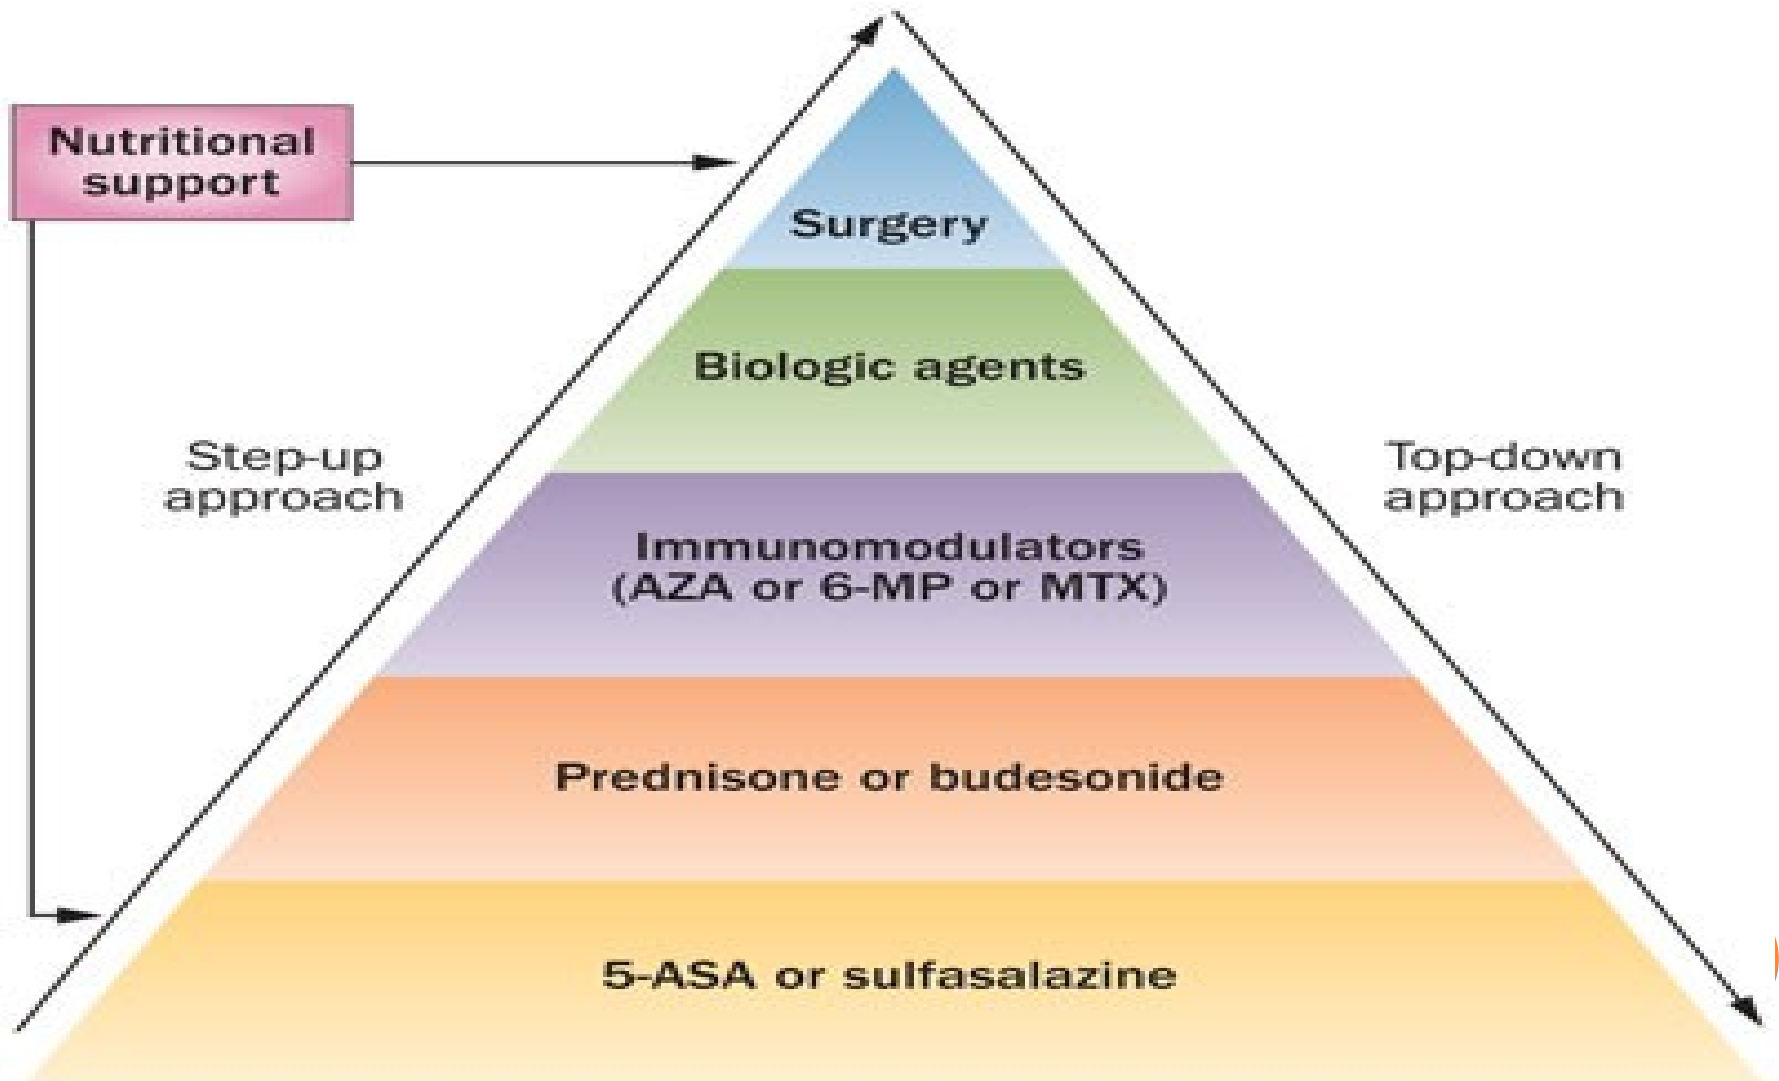 Nutritional
support
Surgery
Biologic agents
Step-up
approach
Top-down
approach
Immunomodulators
(AZA or 6-MP or MTX)
Prednisone or budesonide
5-ASA or sulfasalazine